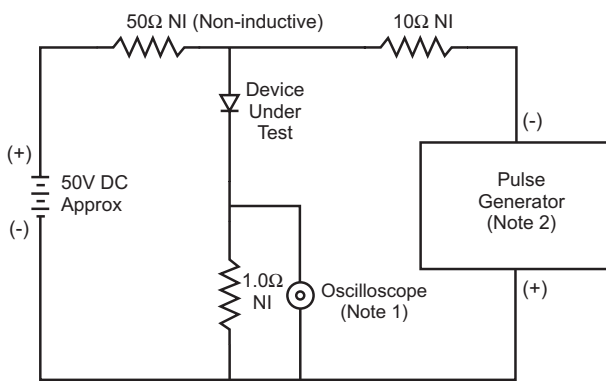 50Ω NI (Non-inductive)
10Ω NI
Device
Under
Test
(-)
(+)
50V DC
Approx
(-)
Pulse
Generator
(Note 2)
1.0Ω
NI
Oscilloscope
(Note 1)
(+)